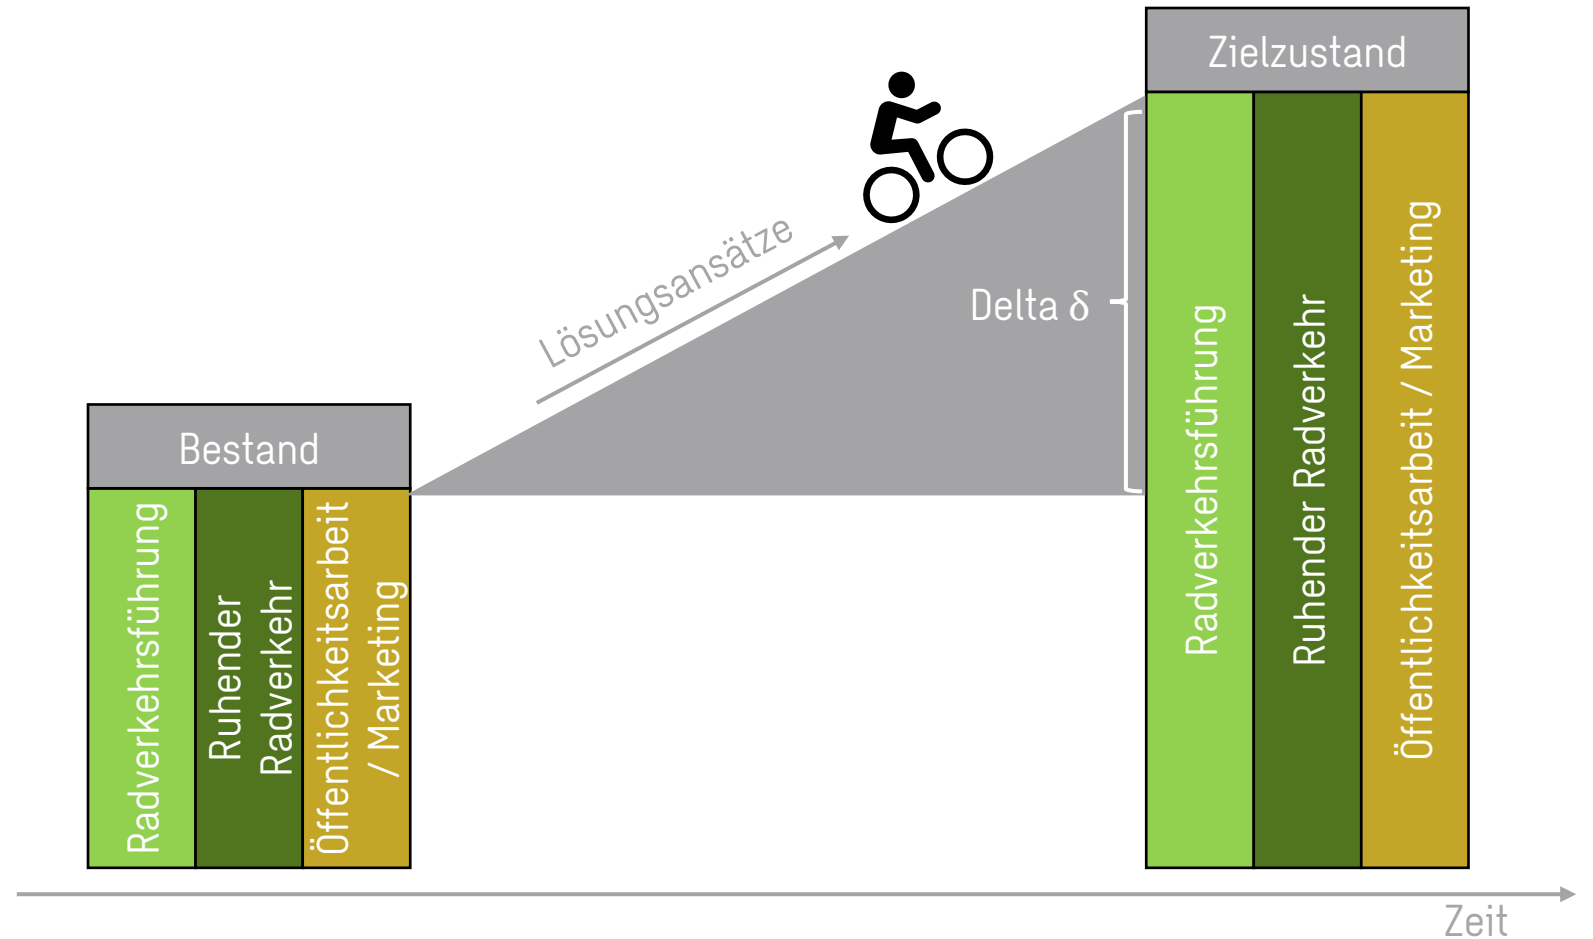 Zielzustand
Lösungsansätze
Delta δ
Radverkehrsführung
Ruhender Radverkehr
Öffentlichkeitsarbeit / Marketing
Bestand
Radverkehrsführung
Ruhender
Radverkehr
Öffentlichkeitsarbeit
/ Marketing
Zeit